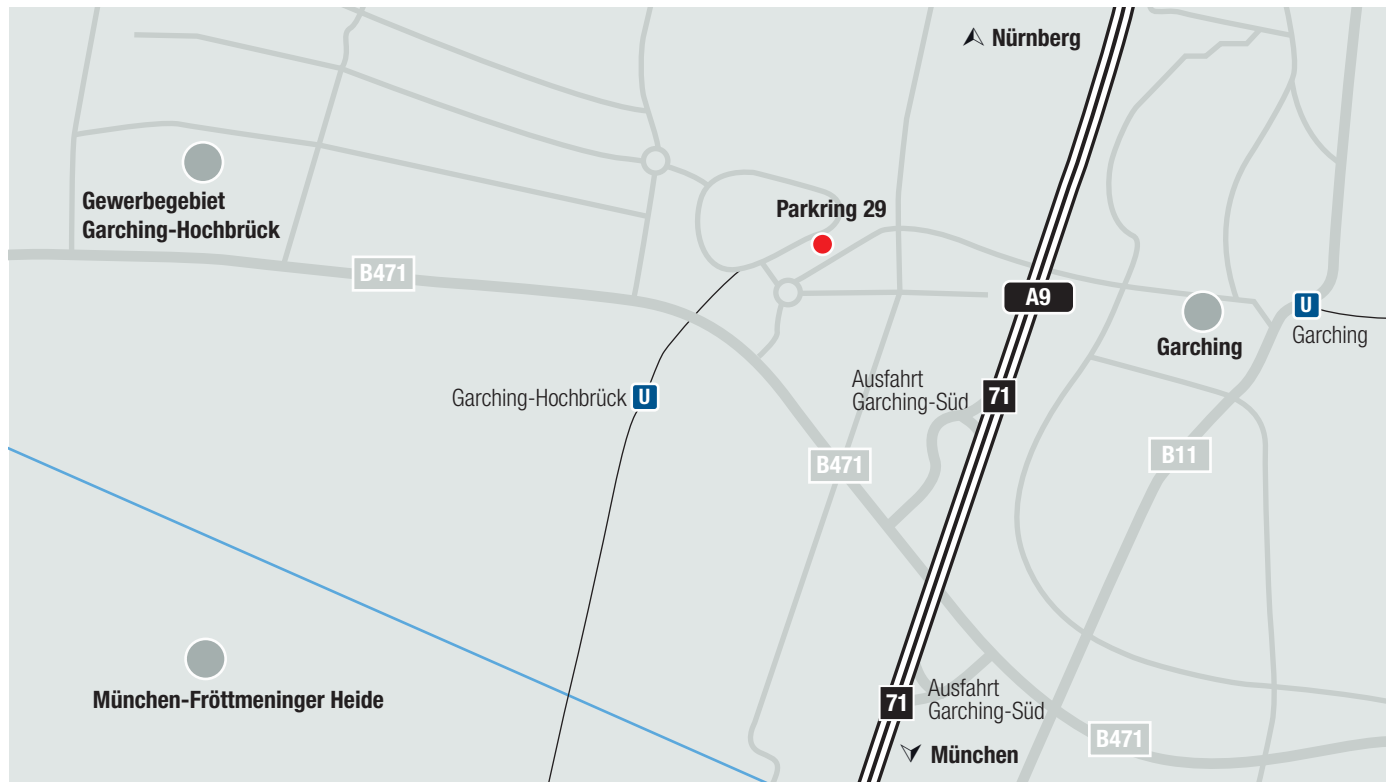 Nürnberg
Gewerbegebiet
Garching-Hochbrück
Parkring 29
B471
A9
U
Garching
Garching
Garching-Hochbrück U
Ausfahrt
Garching-Süd
71
B471
B11
München-Fröttmeninger Heide
71
Ausfahrt
Garching-Süd
München
B471